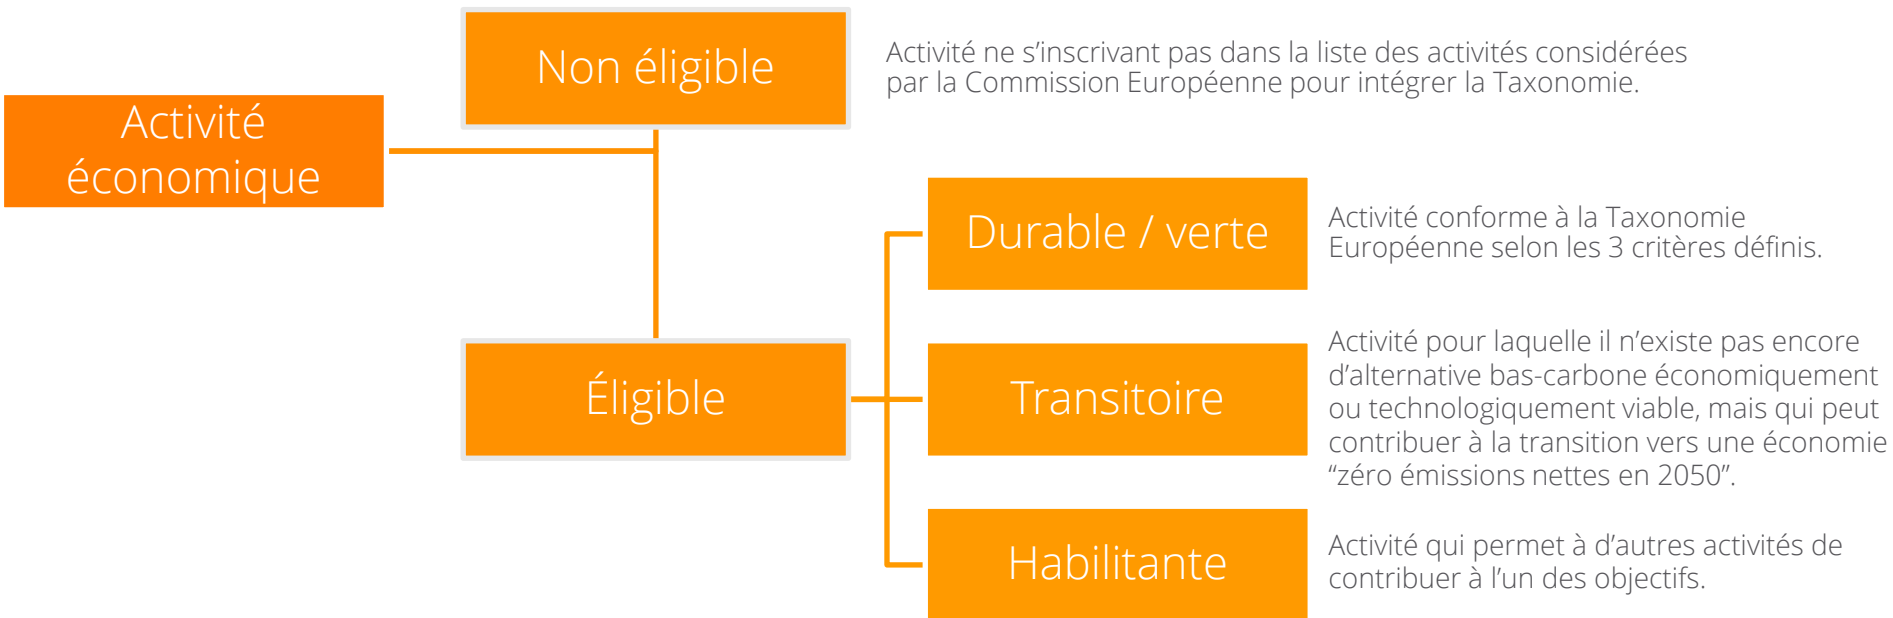 Activité
économique
Non éligible
Activité ne s’inscrivant pas dans la liste des activités considérées
par la Commission Européenne pour intégrer la Taxonomie.
Éligible
Durable / verte
Activité conforme à la Taxonomie
Européenne selon les 3 critères définis.
Transitoire
Activité pour laquelle il n’existe pas encore
d’alternative bas-carbone économiquement
ou technologiquement viable, mais qui peut
contribuer à la transition vers une économie
“zéro émissions nettes en 2050”.
Habilitante
Activité qui permet à d’autres activités de
contribuer à l’un des objectifs.